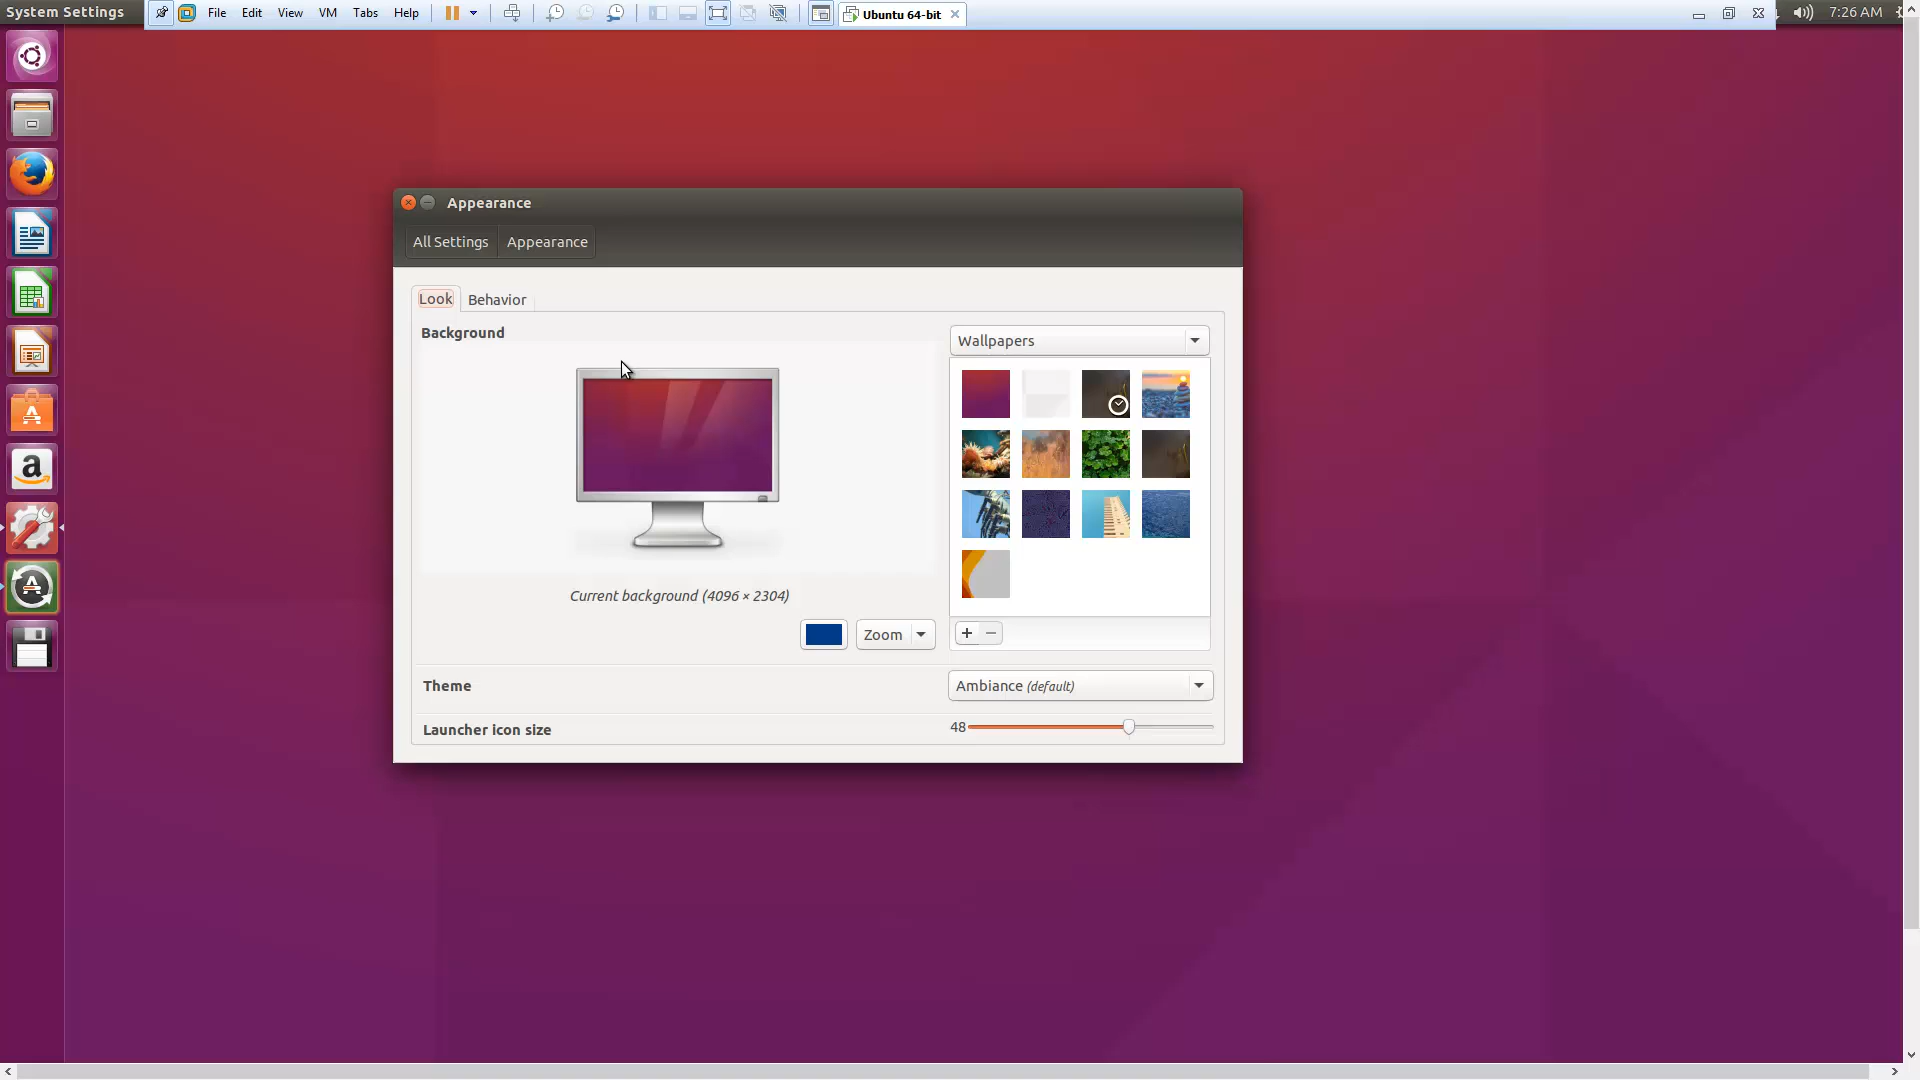 System Settings
File Edit View VM Tabs Help
Ubuntu 64-bit
7:26 AM
Appearance
All Settings Appearance
Look Behavior
Background
Wallpapers
Current background (4096 × 2304)
Zoom
Theme
Ambiance (default)
Launcher icon size
48